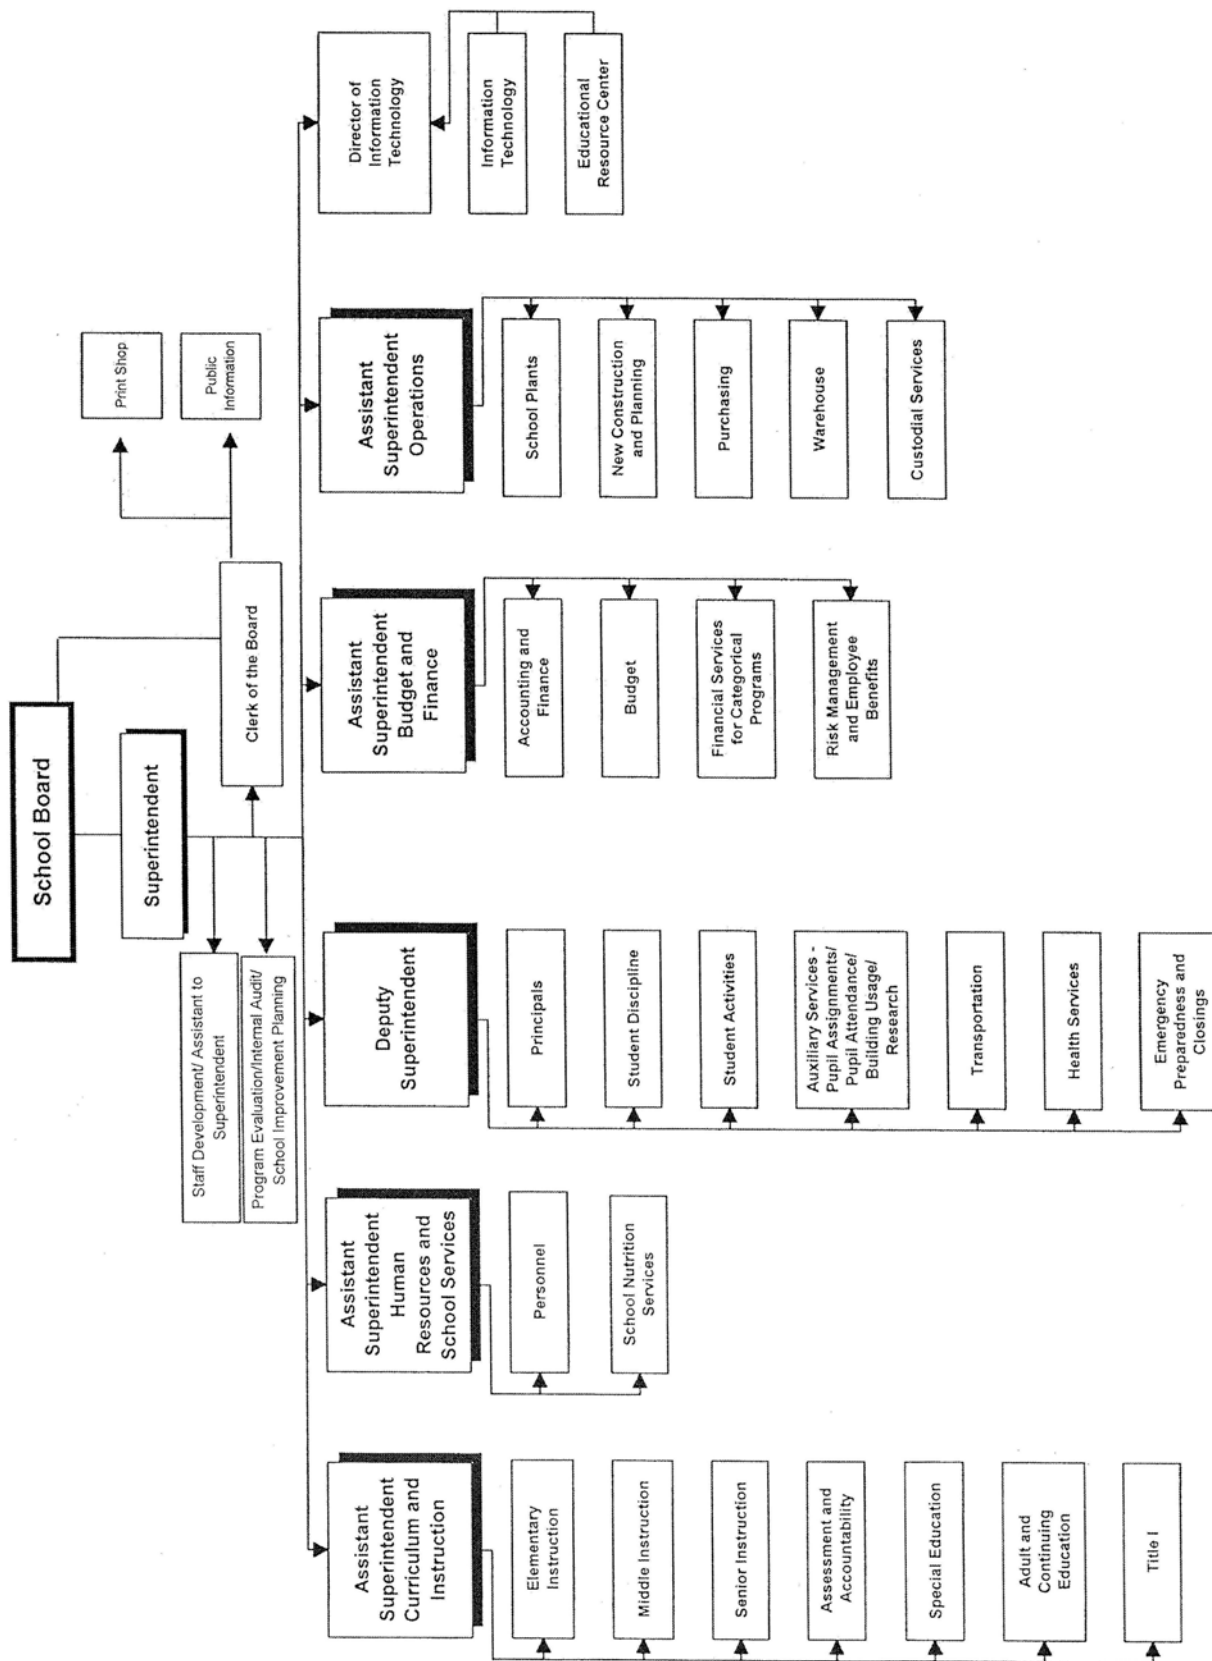 School Board
Superintendent
Clerk of the Board
Print Shop
Public
Information
Staff Development/ Assistant to
Superintendent
Program Evaluation/Internal Audit/
School Improvement Planning
Assistant
Superintendent
Curriculum and
Instruction
Elementary
Instruction
Middle Instruction
Senior Instruction
Assessment and
Accountability
Special Education
Adult and
Continuing
Education
Title I
Assistant
Superintendent
Human
Resources and
School Services
Personnel
School Nutrition
Services
Deputy
Superintendent
Principals
Student Discipline
Student Activities
Auxiliary Services -
Pupil Assignments/
Pupil Attendance/
Building Usage/
Research
Transportation
Health Services
Emergency
Preparedness and
Closings
Assistant
Superintendent
Budget and
Finance
Accounting and
Finance
Budget
Financial Services
for Categorical
Programs
Risk Management
and Employee
Benefits
Assistant
Superintendent
Operations
School Plants
New Construction
and Planning
Purchasing
Warehouse
Custodial Services
Director of
Information
Technology
Information
Technology
Educational
Resource Center